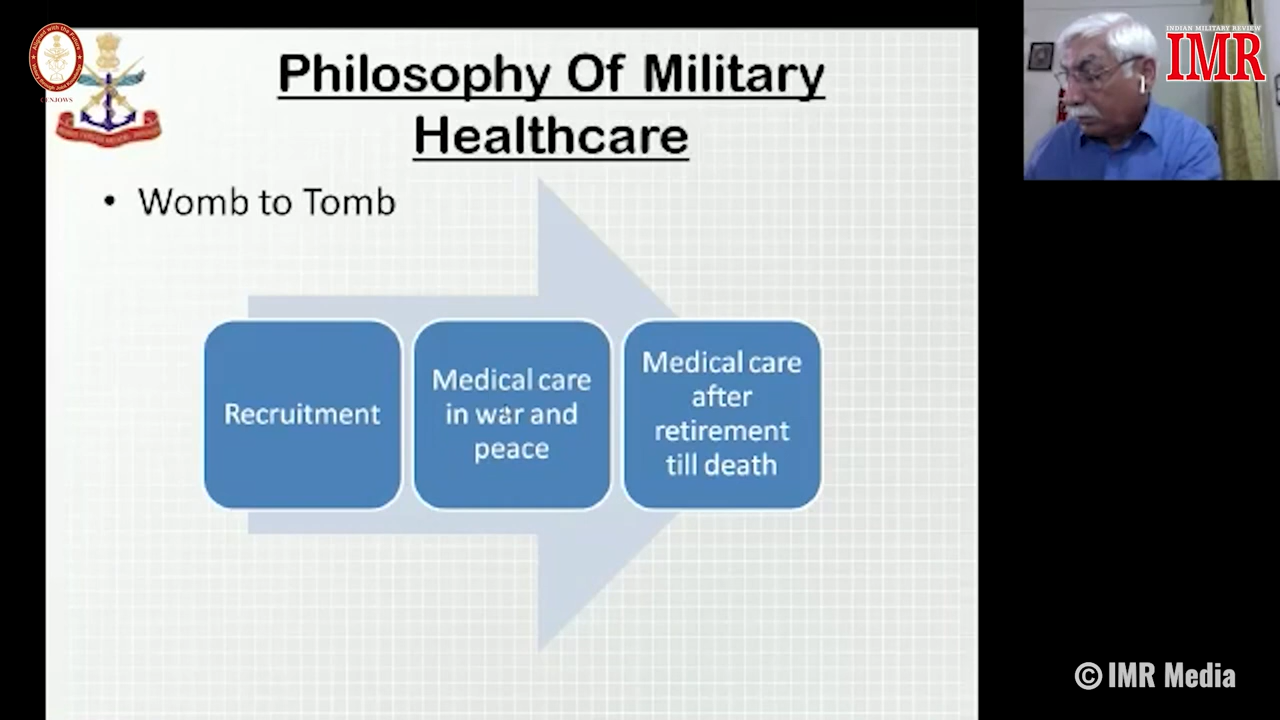 Philosophy Of Military
Healthcare
• Womb to Tomb
Recruitment
Medical care
in war and
peace
Medical care
after
retirement
till death
CENJOWS
INDIAN MILITARY REVIEW
IMR
© IMR Media